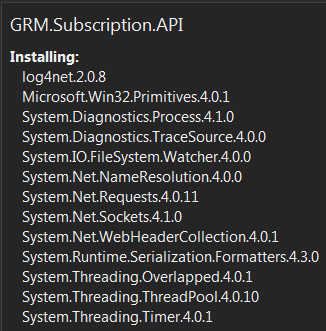 GRM.Subscription.API
Installing:
log4net.2.0.8
Microsoft.Win32.Primitives.4.0.1
System.Diagnostics.Process.4.1.0
System.Diagnostics.TraceSource.4.0.0
System.IO.FileSystem.Watcher.4.0.0
System.Net.NameResolution.4.0.0
System.Net.Requests.4.0.11
System.Net.Sockets.4.1.0
System.Net.WebHeaderCollection.4.0.1
System.Runtime.Serialization.Formatters.4.3.0
System.Threading.Overlapped.4.0.1
System.Threading.ThreadPool.4.0.10
System.Threading.Timer.4.0.1